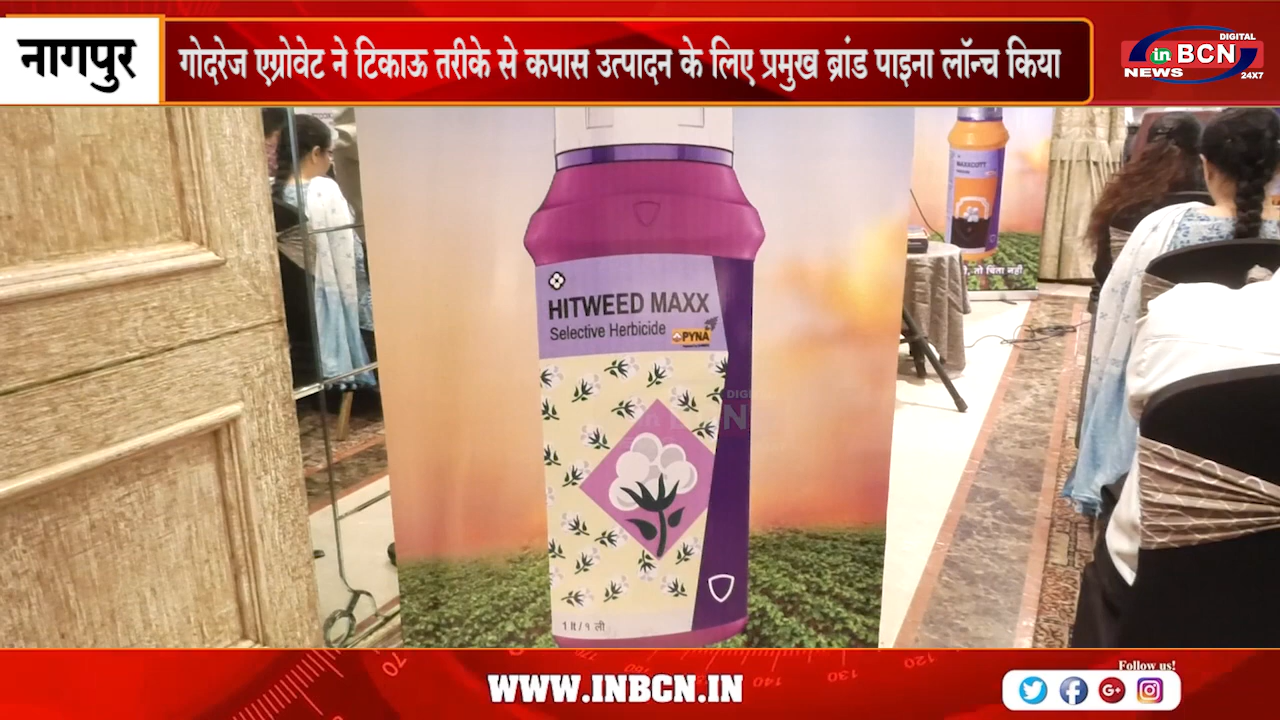 नागपुर
गोदरेज एग्रोवेट ने टिकाऊ तरीके से कपास उत्पादन के लिए प्रमुख ब्रांड पाइना लॉन्च किया
DIGITAL
in BCN
NEWS 24X7
HITWEED MAXX
Selective Herbicide
PYNA
MAXXCOTT
तो चिंता नहीं
1 lt / १ ली
WWW.INBCN.IN
Follow us!